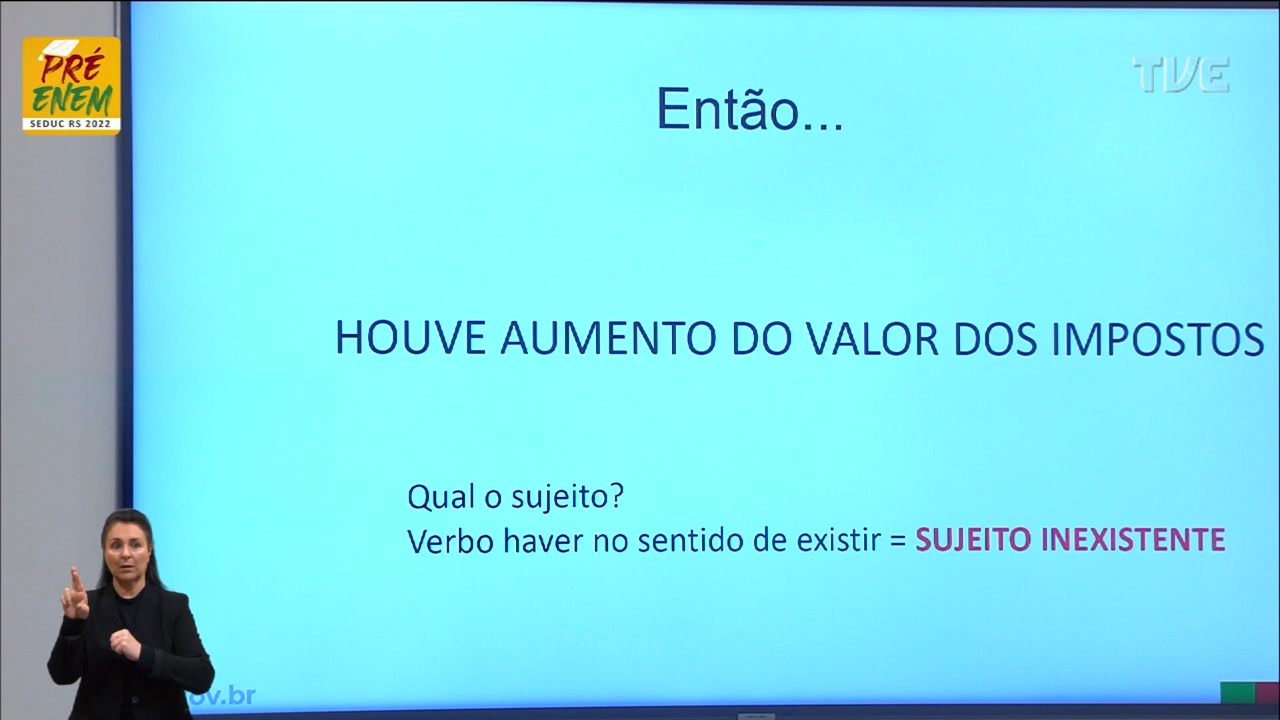 PRÉ
ENEM
SEDUC RS 2022
TVE
Então...
HOUVE AUMENTO DO VALOR DOS IMPOSTOS
Qual o sujeito?
Verbo haver no sentido de existir = SUJEITO INEXISTENTE
ov.br